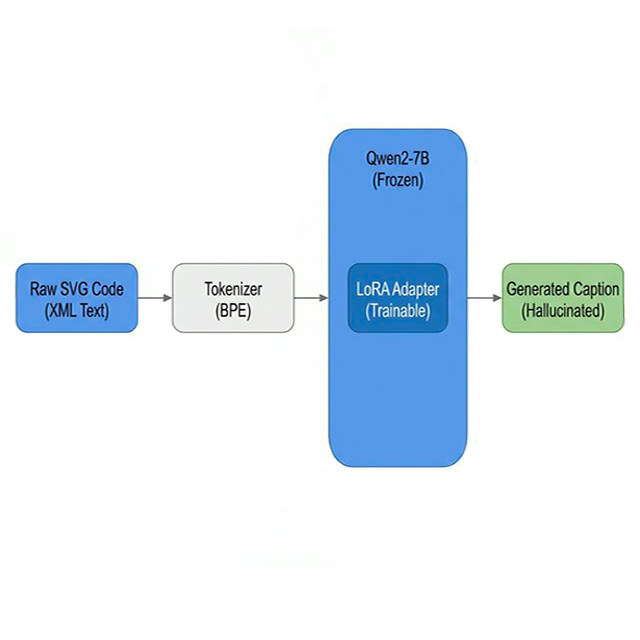 Raw SVG Code
(XML Text)
Tokenizer
(BPE)
Qwen2-7B
(Frozen)
LoRA Adapter
(Trainable)
Generated Caption
(Hallucinated)